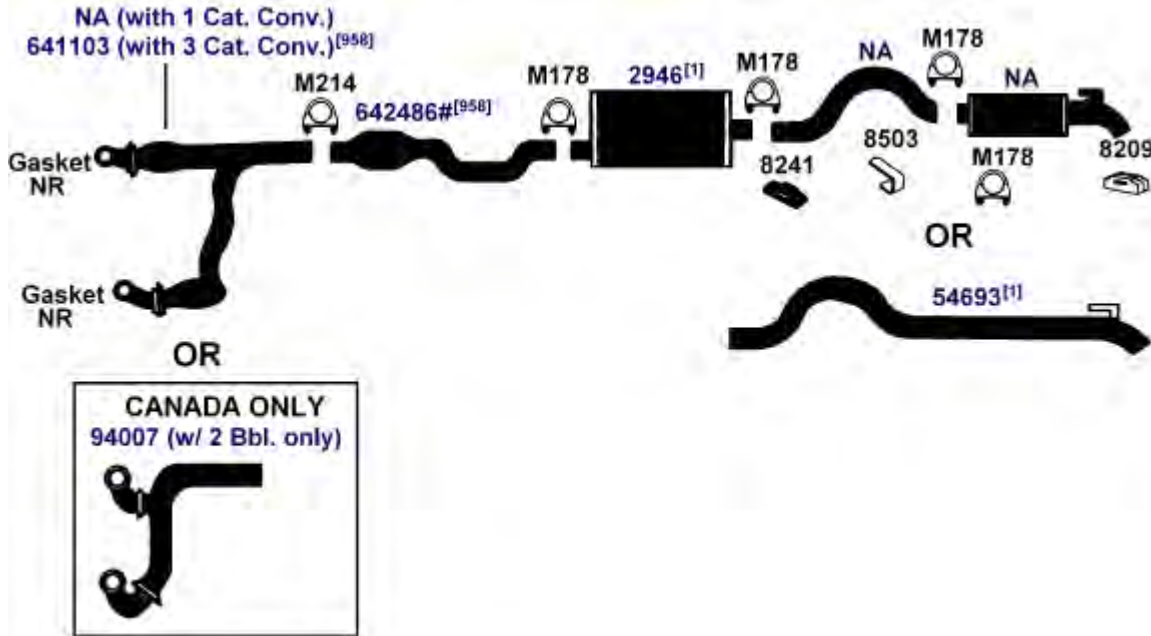 NA (with 1 Cat. Conv.)
641103 (with 3 Cat. Conv.)[958]
M214
642486#[958]
M178
2946[1]
M178
NA
M178
NA
Gasket
NR
8241
8503
M178
8209
OR
Gasket
NR
54693[1]
OR
CANADA ONLY
94007 (w/ 2 Bbl. only)